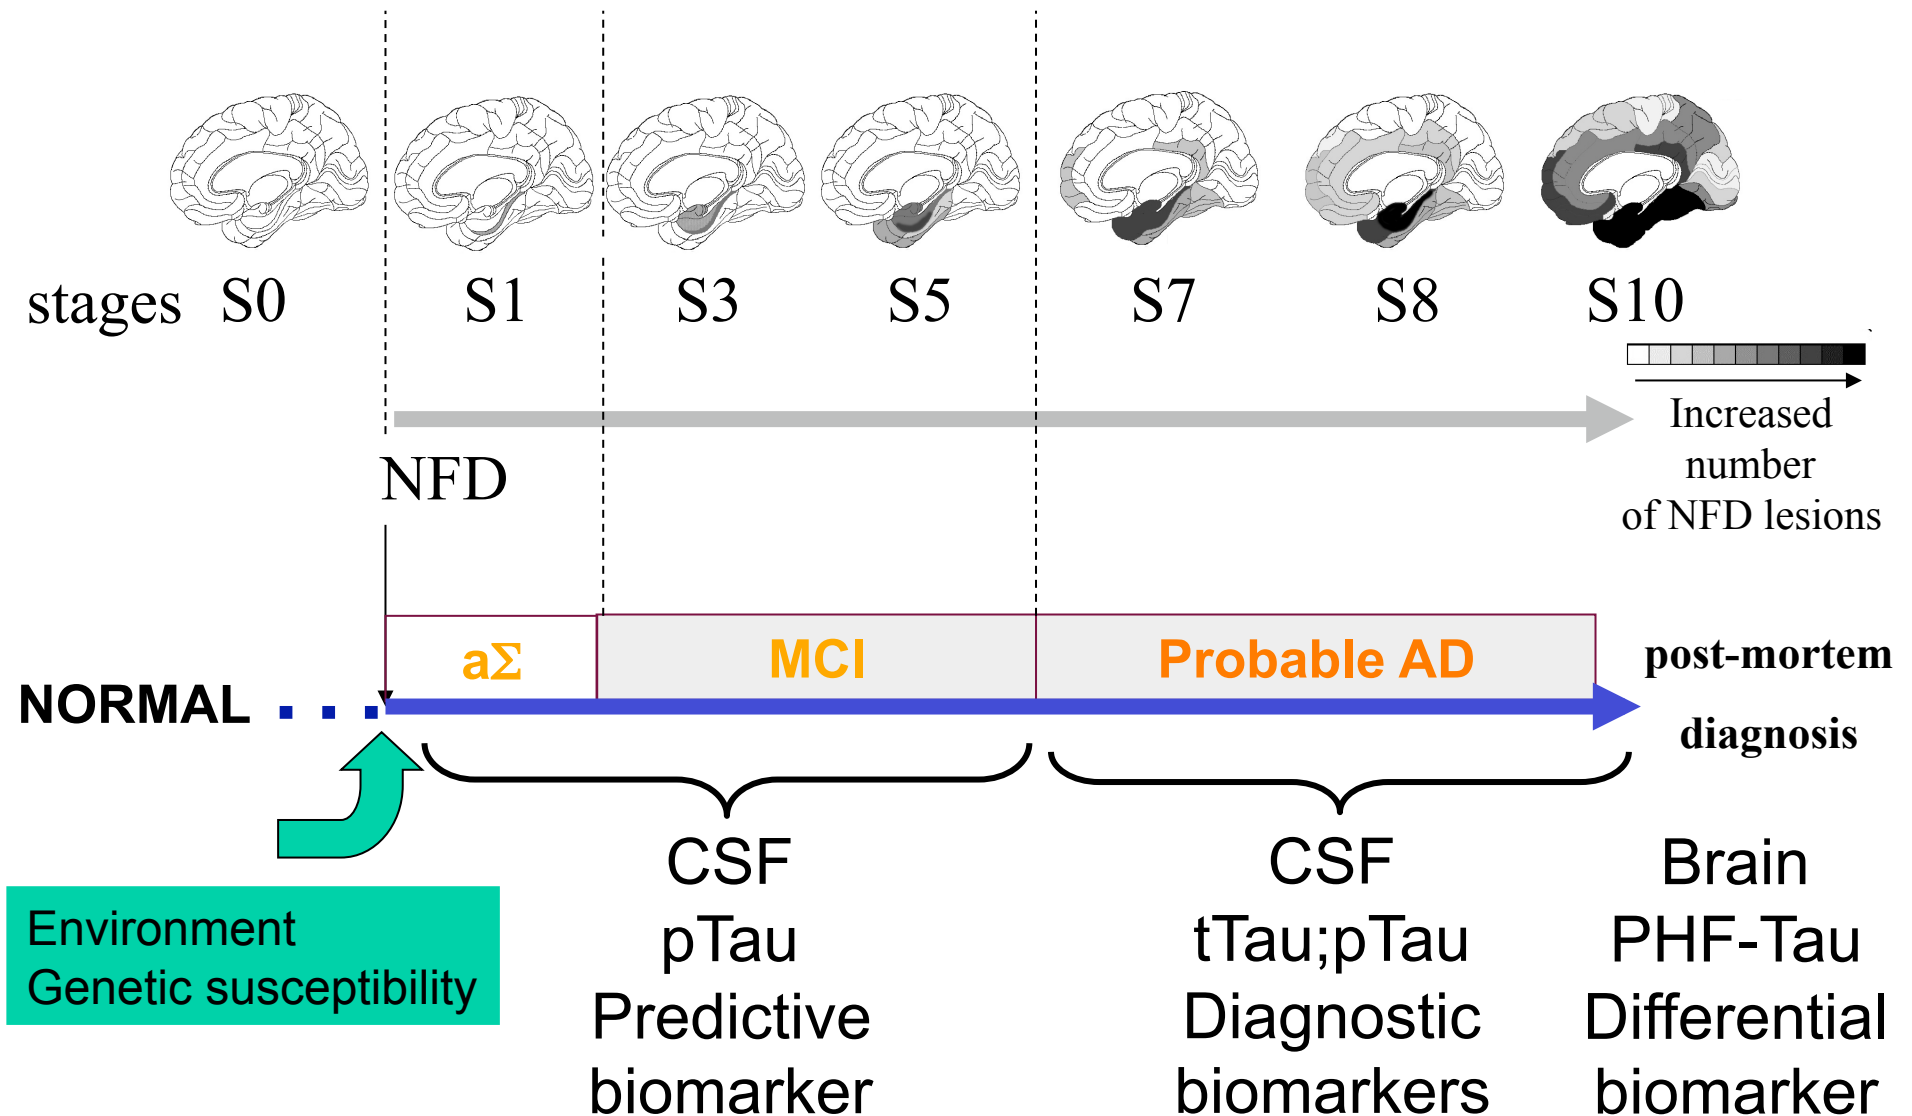 stages S0 S1 S3 S5 S7 S8 S10
Increased
number
of NFD lesions
NFD
aΣ MCI Probable AD
post-mortem
diagnosis
NORMAL . . .
Environment
Genetic susceptibility
CSF
pTau
Predictive
biomarker
CSF
tTau;pTau
Diagnostic
biomarkers
Brain
PHF-Tau
Differential
biomarker